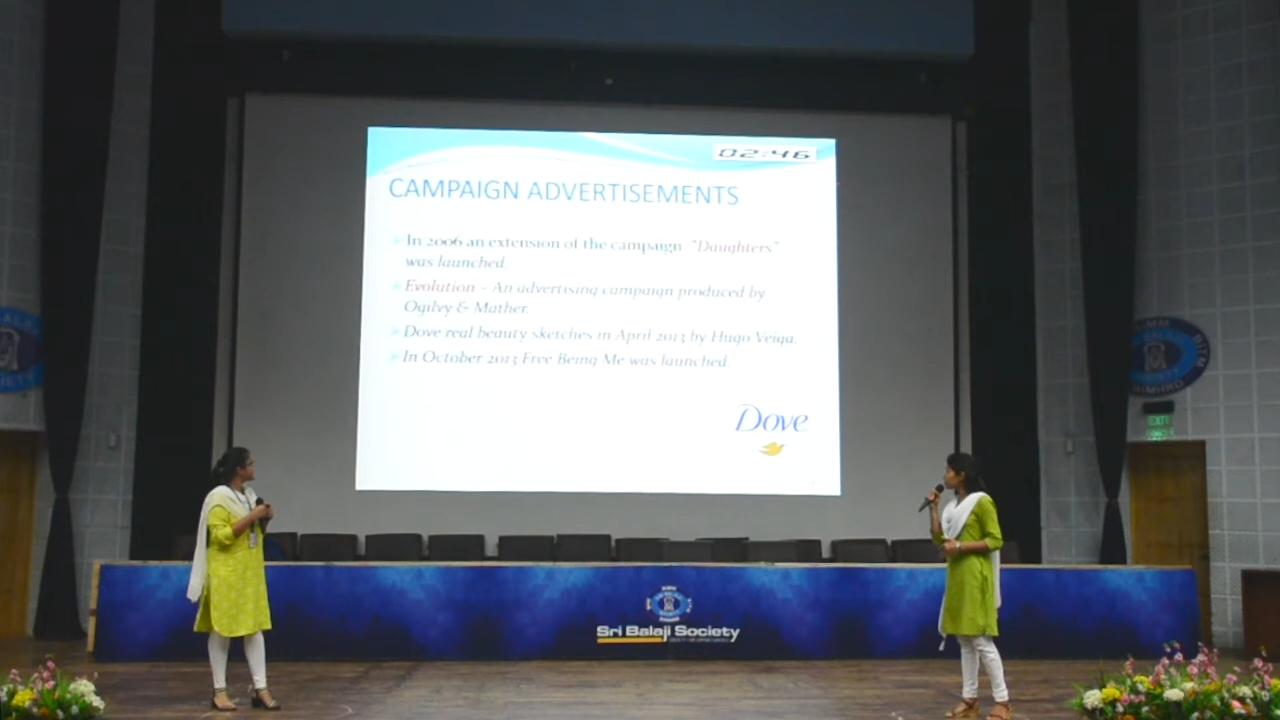 02:46
CAMPAIGN ADVERTISEMENTS
In 2006 an extension of the campaign: "Daughters"
was launched.
Evolution – An advertising campaign produced by
Ogilvy & Mather.
Dove real beauty sketches in April 2013 by Hugo Veiga.
In October 2013 Free Being Me was launched.
Dove
EXIT
Sri Balaji Society